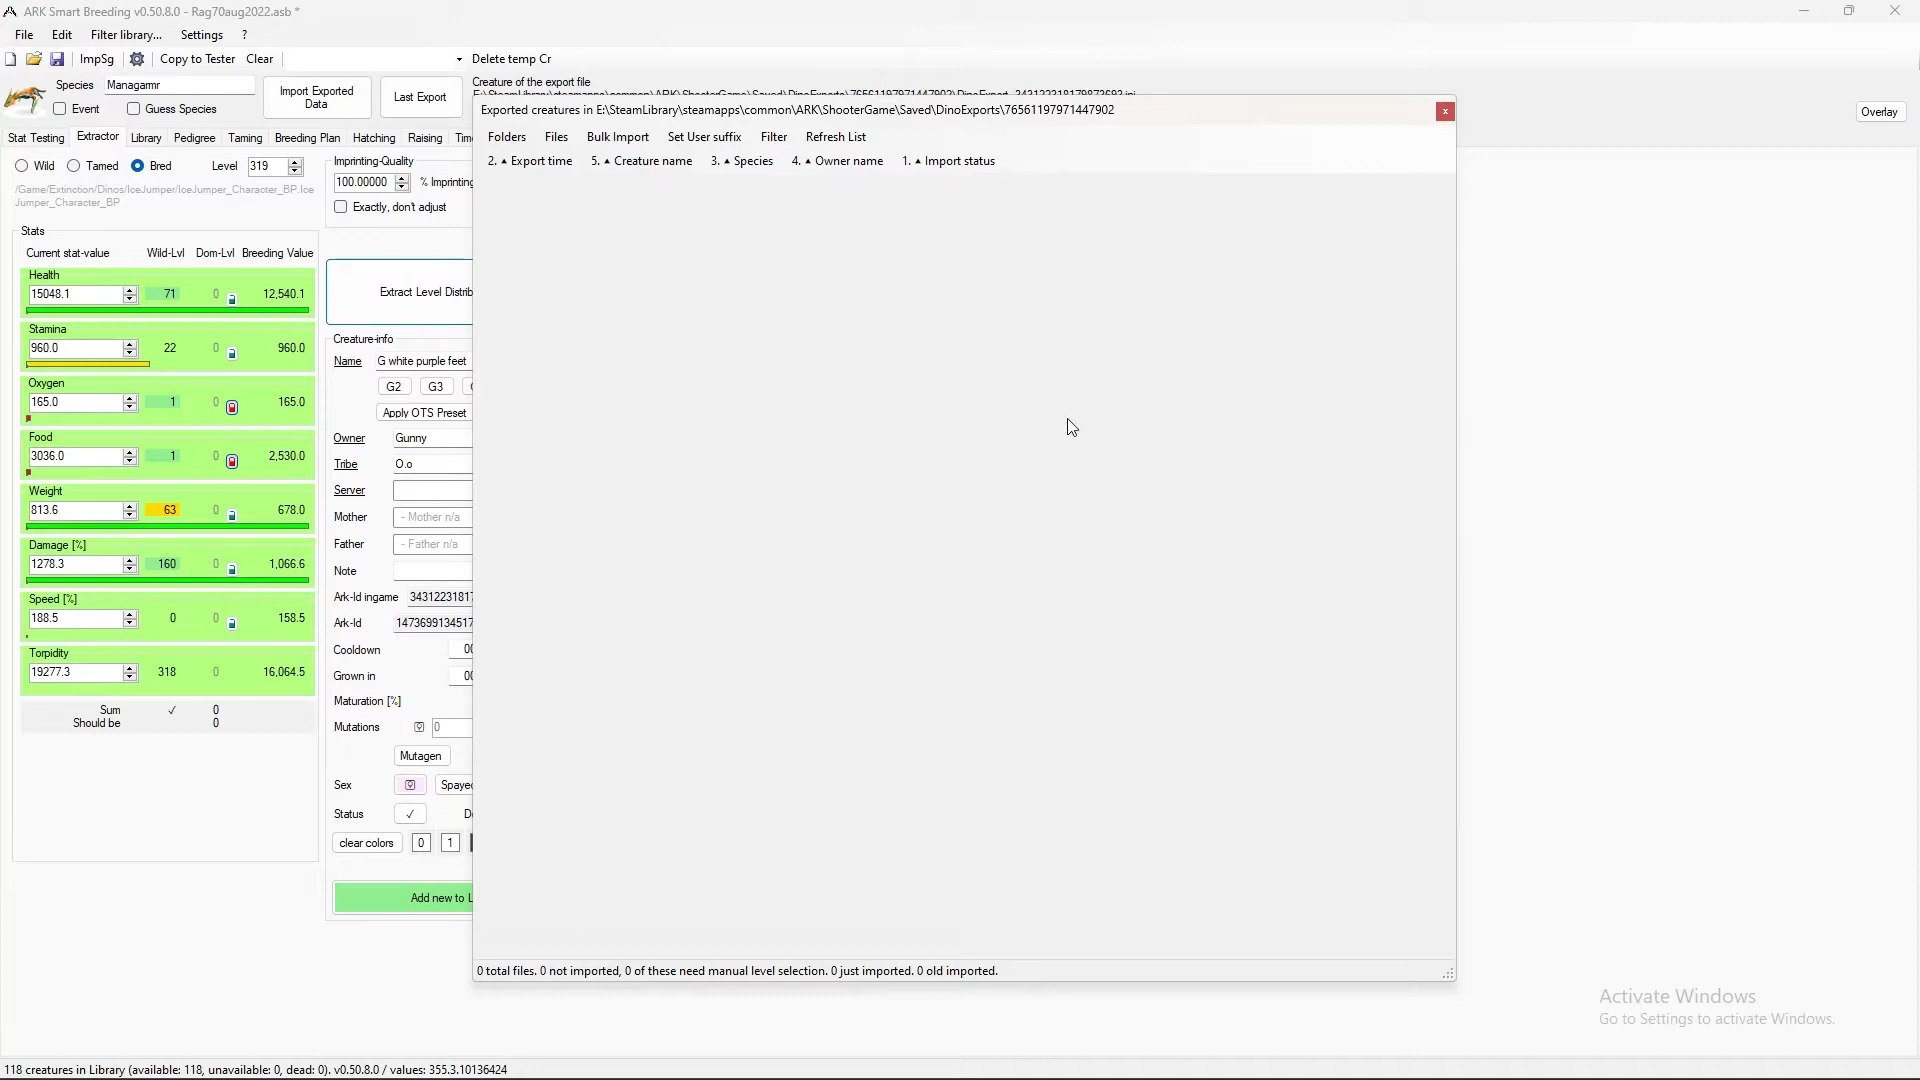 ARK Smart Breeding v0.50.8.0 - Rag70aug2022.asb *
File Edit Filter library... Settings ?
ImpSg Copy to Tester Clear Delete temp Cr
Species Managamr
Event Guess Species
Import Exported
Data
Last Export
Creature of the export file
Overlay
Stat Testing Extractor Library Pedigree Taming Breeding Plan Hatching Raising
Wild Tamed Bred Level 319
/Game/Extinction/Dinos/IceJumper/IceJumper_Character_BP.Ice
Jumper_Character_BP
Stats
Current stat-value Wild-Lvl Dom-Lvl Breeding Value
Health
15048.1 71 0 12,540.1
Stamina
960.0 22 0 960.0
Oxygen
165.0 1 0 165.0
Food
3036.0 1 0 2,530.0
Weight
813.6 63 0 678.0
Damage [%]
1278.3 160 0 1,066.6
Speed [%]
188.5 0 0 158.5
Torpidity
19277.3 318 0 16,064.5
Sum ✓ 0
Should be 0
Imprinting-Quality
100.00000 % Imprinting
Exactly, don't adjust
Extract Level Distrib
Creature-info
Name G white purple feet
G2 G3
Apply OTS Preset
Owner Gunny
Tribe O.o
Server
Mother - Mother n/a
Father - Father n/a
Note
Ark-Id ingame 3431223181
Ark-Id 147369913451
Cooldown 00
Grown in 00
Maturation [%]
Mutations 0
Mutagen
Sex Spayed
Status ✓
clear colors 0 1
Add new to L
Exported creatures in E:\SteamLibrary\steamapps\common\ARK\ShooterGame\Saved\DinoExports\76561197971447902
x
Folders Files Bulk Import Set User suffix Filter Refresh List
2. ▲ Export time 5. ▲ Creature name 3. ▲ Species 4. ▲ Owner name 1. ▲ Import status
0 total files. 0 not imported, 0 of these need manual level selection. 0 just imported. 0 old imported.
Activate Windows
Go to Settings to activate Windows.
118 creatures in Library (available: 118, unavailable: 0, dead: 0). v0.50.8.0 / values: 355.3.10136424